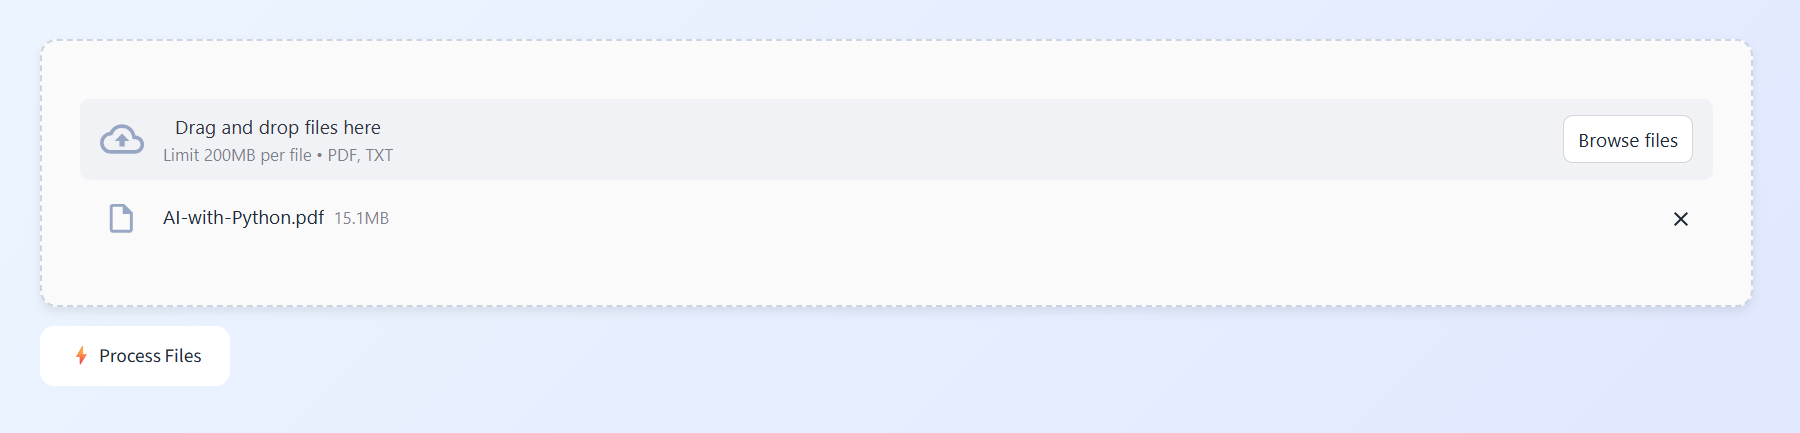 Drag and drop files here
Limit 200MB per file • PDF, TXT
Browse files
AI-with-Python.pdf 15.1MB
Process Files